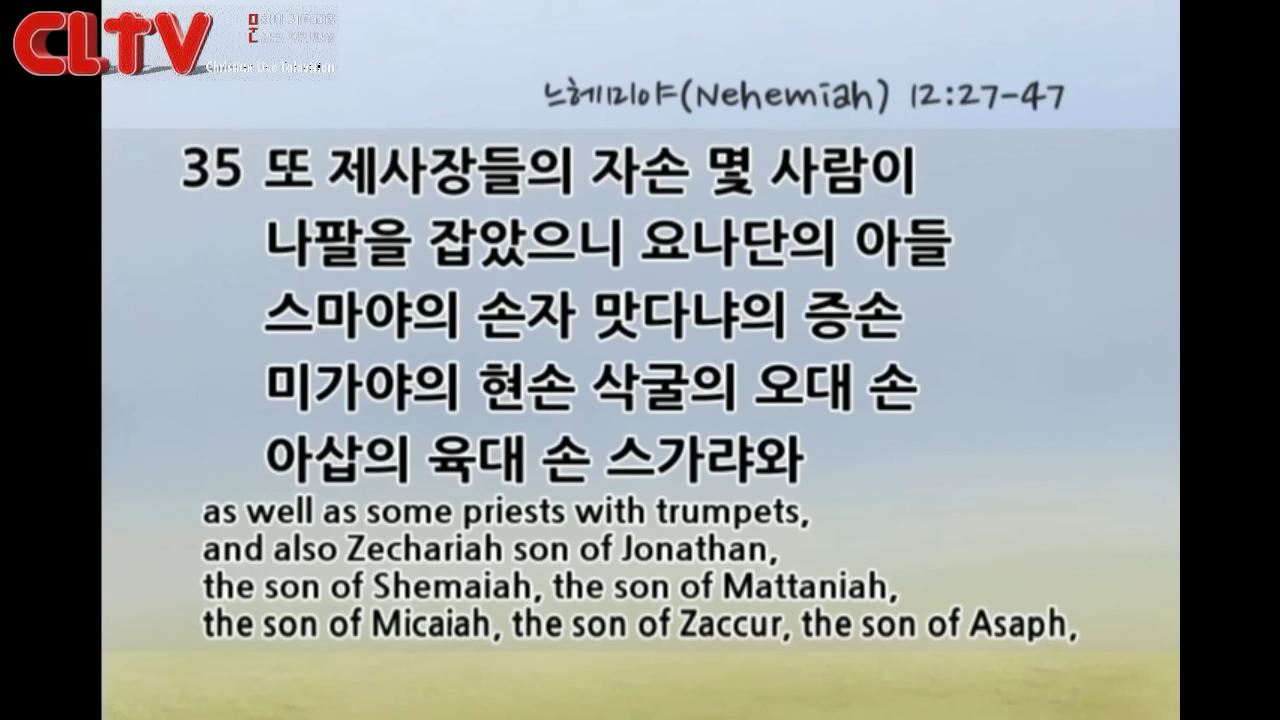 CLTV
Christian Live Television
느헤미야(Nehemiah) 12:27-47
35 또 제사장들의 자손 몇 사람이
나팔을 잡았으니 요나단의 아들
스마야의 손자 맛다냐의 증손
미가야의 현손 삭굴의 오대 손
아삽의 육대 손 스가랴와
as well as some priests with trumpets,
and also Zechariah son of Jonathan,
the son of Shemaiah, the son of Mattaniah,
the son of Micaiah, the son of Zaccur, the son of Asaph,